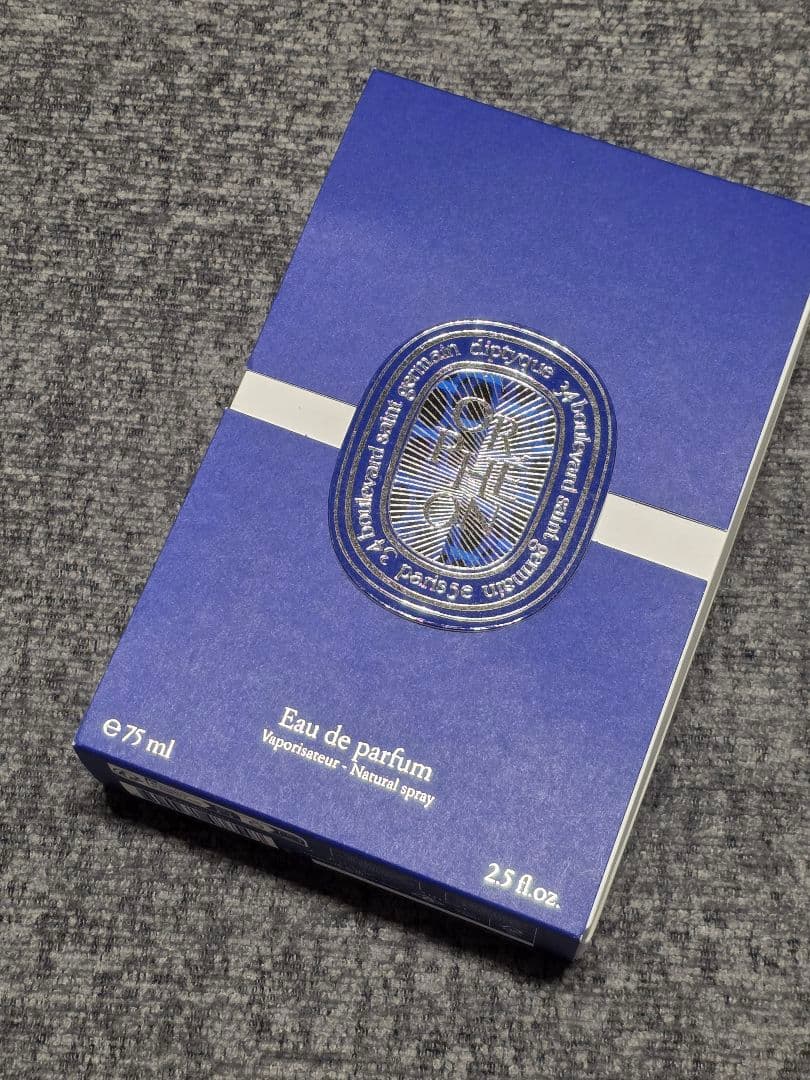 diptyque 34 boulevard saint germain paris5e 34 boulevard saint germain
OR
PHE
ON
Eau de parfum
Vaporisateur - Natural spray
e 75 ml
2.5 fl.oz.